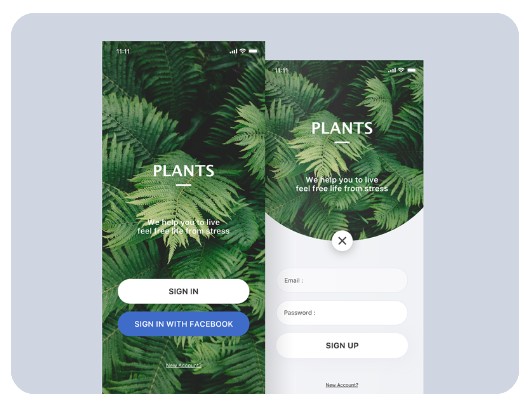 11:11
PLANTS
We help you to live
feel free life from stress
SIGN IN
SIGN IN WITH FACEBOOK
New Account?
11:11
PLANTS
We help you to live
feel free life from stress
Email :
Password :
SIGN UP
New Account?